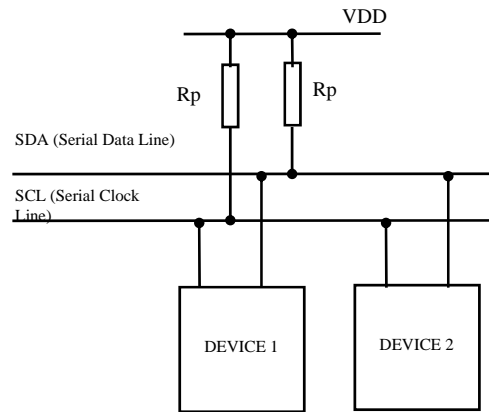 VDD
Rp
Rp
SDA (Serial Data Line)
SCL (Serial Clock
Line)
DEVICE 1
DEVICE 2